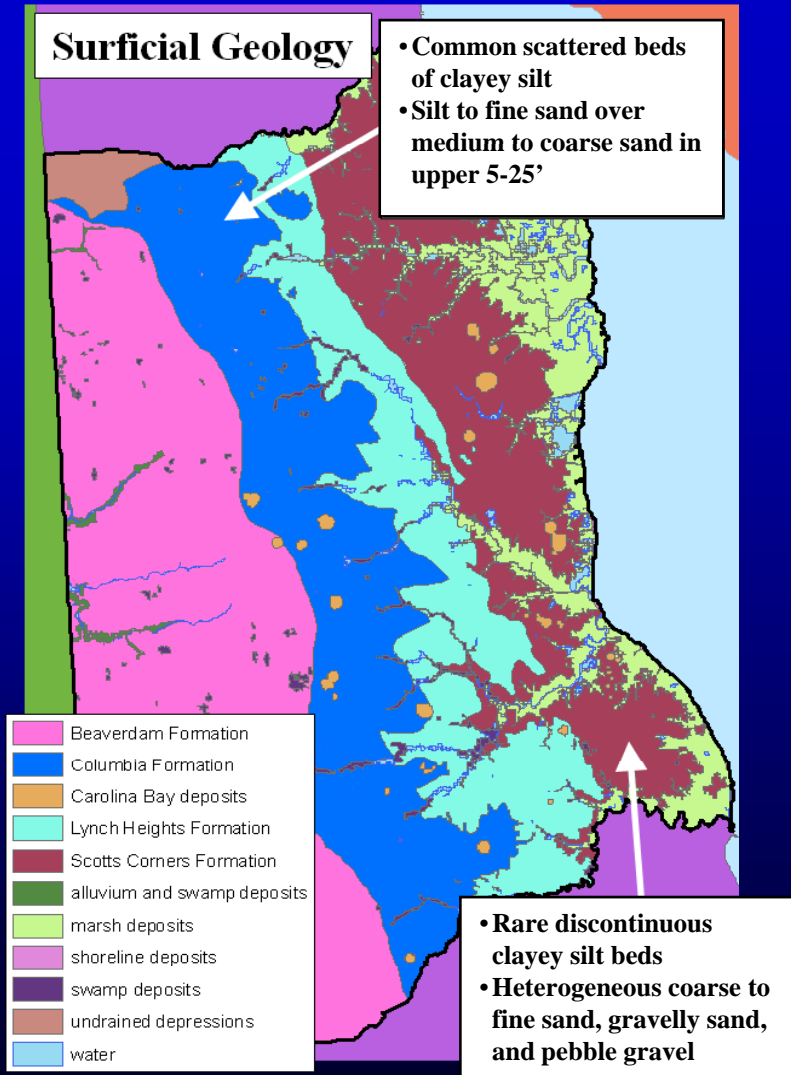 Surficial Geology
•Common scattered beds
of clayey silt
•Silt to fine sand over
medium to coarse sand in
upper 5-25’
Beaverdam Formation
Columbia Formation
Carolina Bay deposits
Lynch Heights Formation
Scotts Corners Formation
alluvium and swamp deposits
marsh deposits
shoreline deposits
swamp deposits
undrained depressions
water
•Rare discontinuous
clayey silt beds
•Heterogeneous coarse to
fine sand, gravelly sand,
and pebble gravel